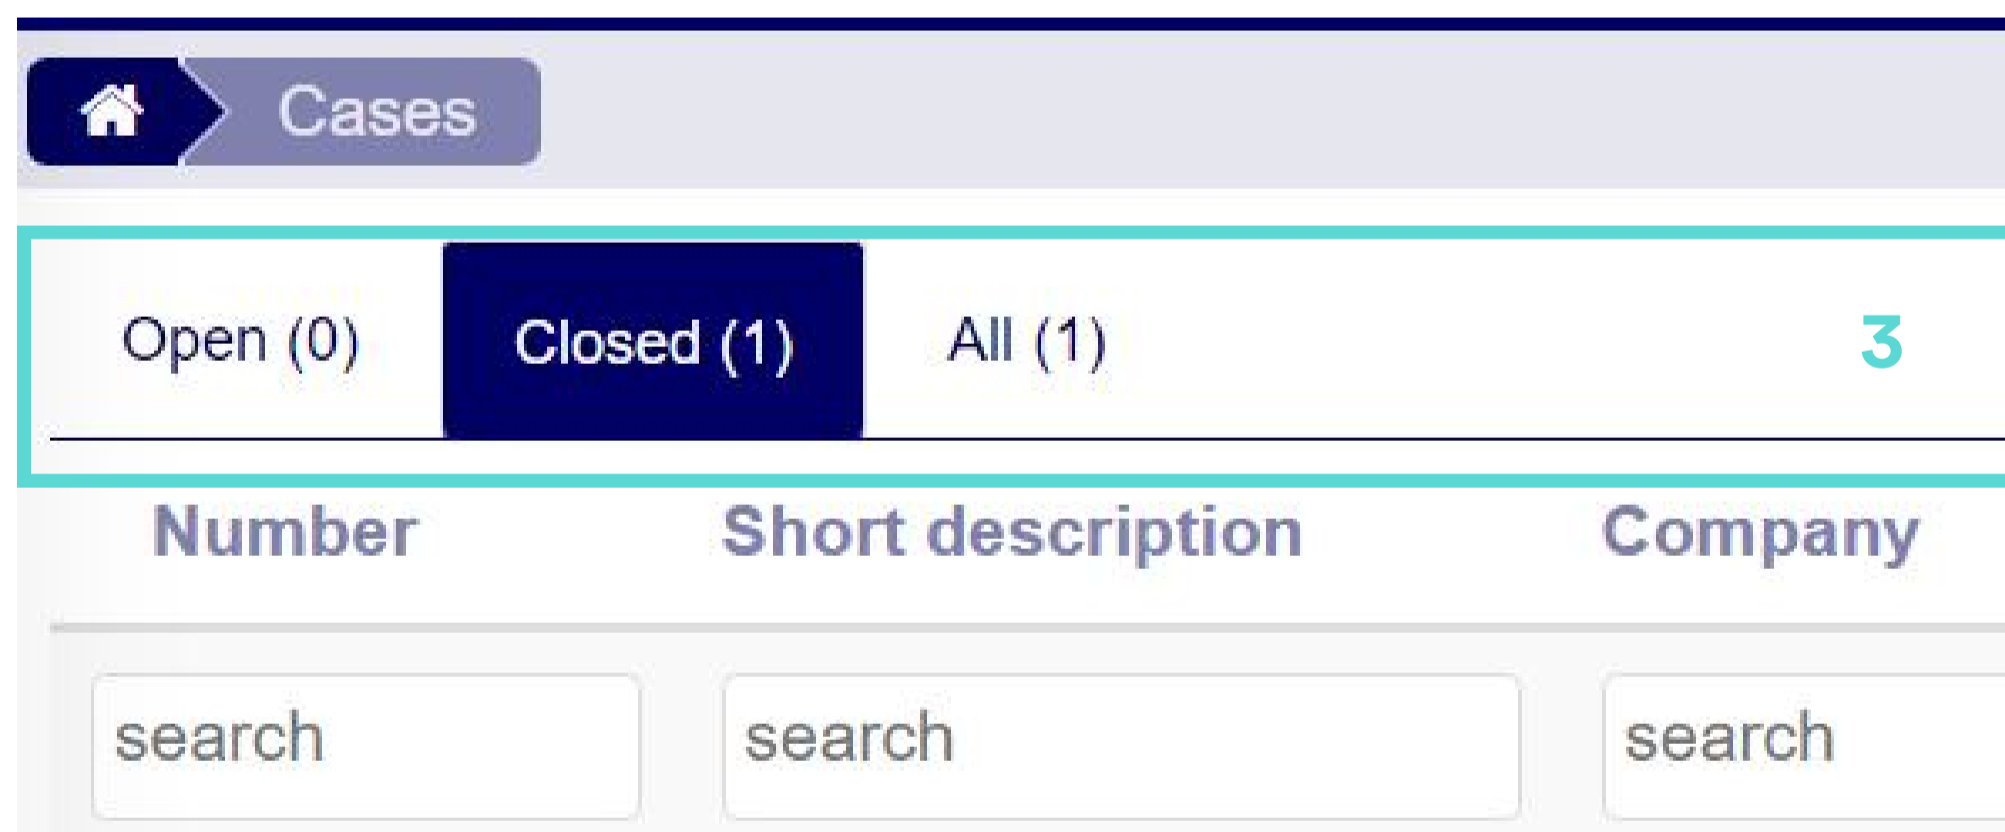 Cases
Open (0) Closed (1) All (1) 3
Number Short description Company
search search search